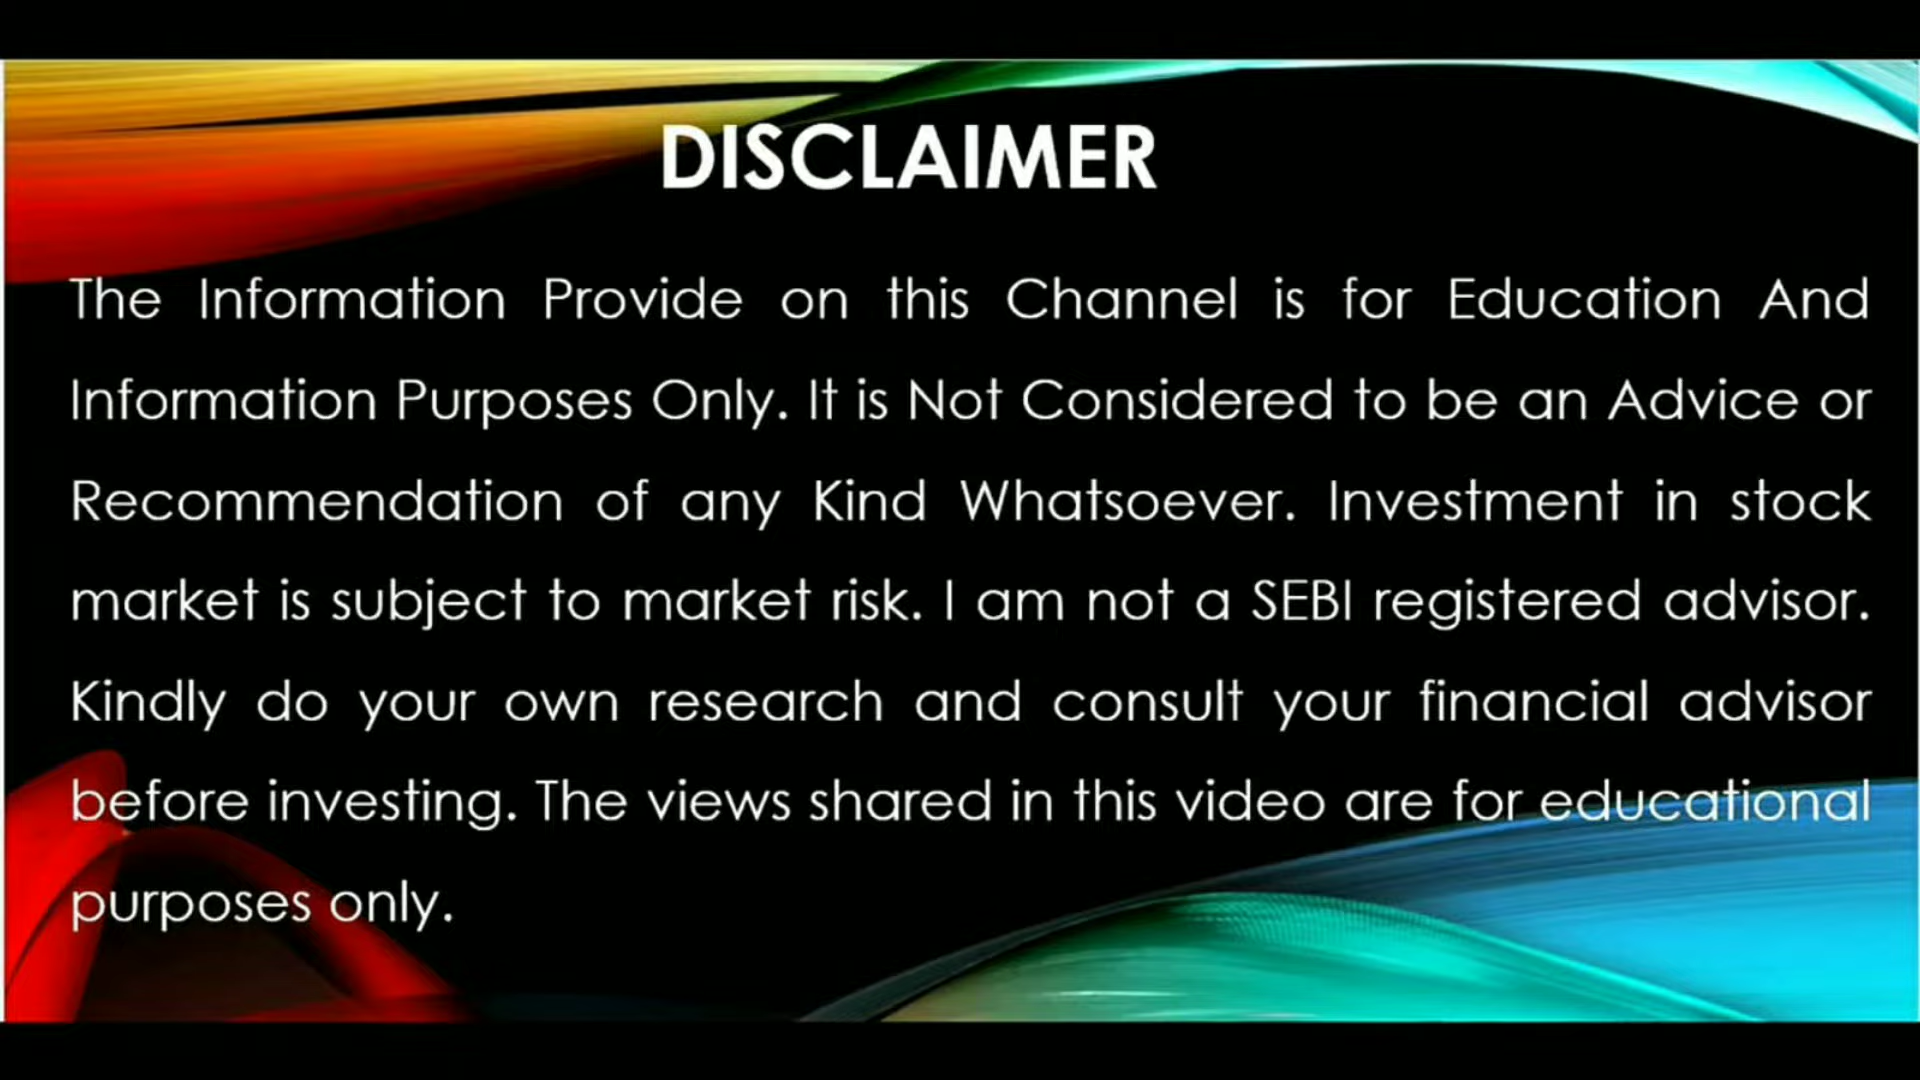 DISCLAIMER
The Information Provide on this Channel is for Education And
Information Purposes Only. It is Not Considered to be an Advice or
Recommendation of any Kind Whatsoever. Investment in stock
market is subject to market risk. I am not a SEBI registered advisor.
Kindly do your own research and consult your financial advisor
before investing. The views shared in this video are for educational
purposes only.